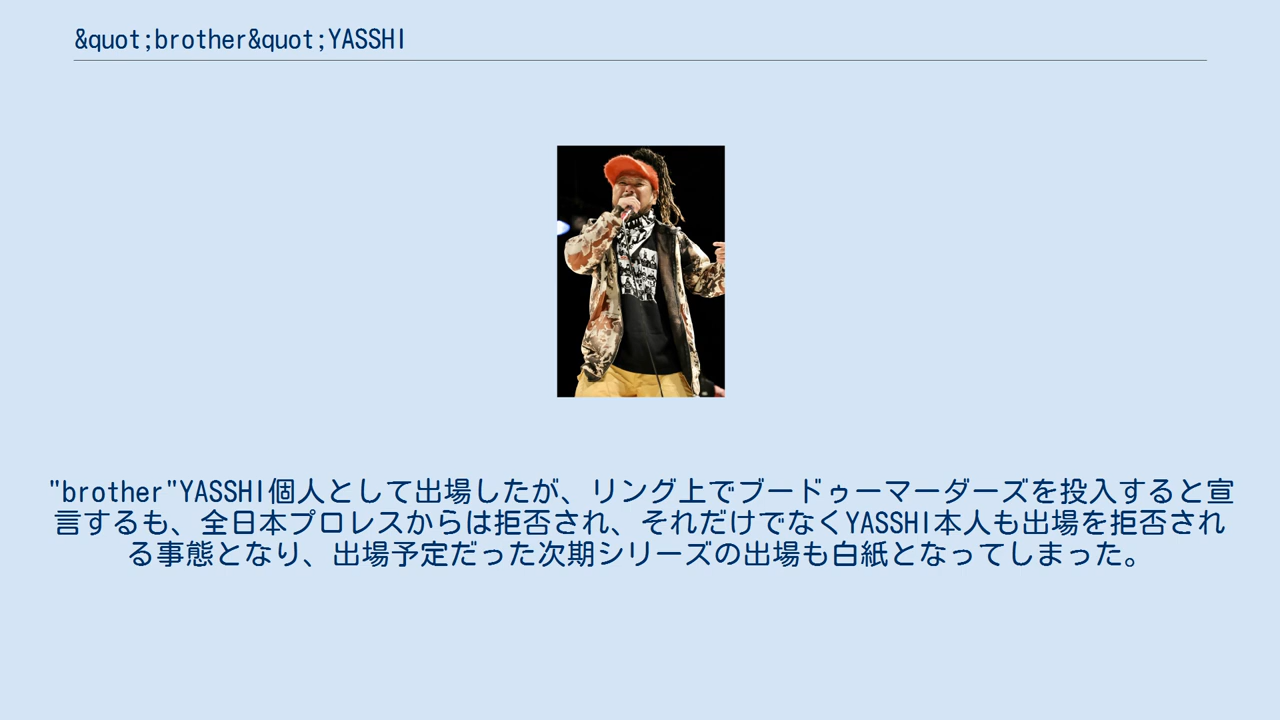 &quot;brother&quot;YASSHI
"brother"YASSHI個人として出場したが、リング上でブードゥーマーダーズを投入すると宣
言するも、全日本プロレスからは拒否され、それだけでなくYASSHI本人も出場を拒否され
る事態となり、出場予定だった次期シリーズの出場も白紙となってしまった。